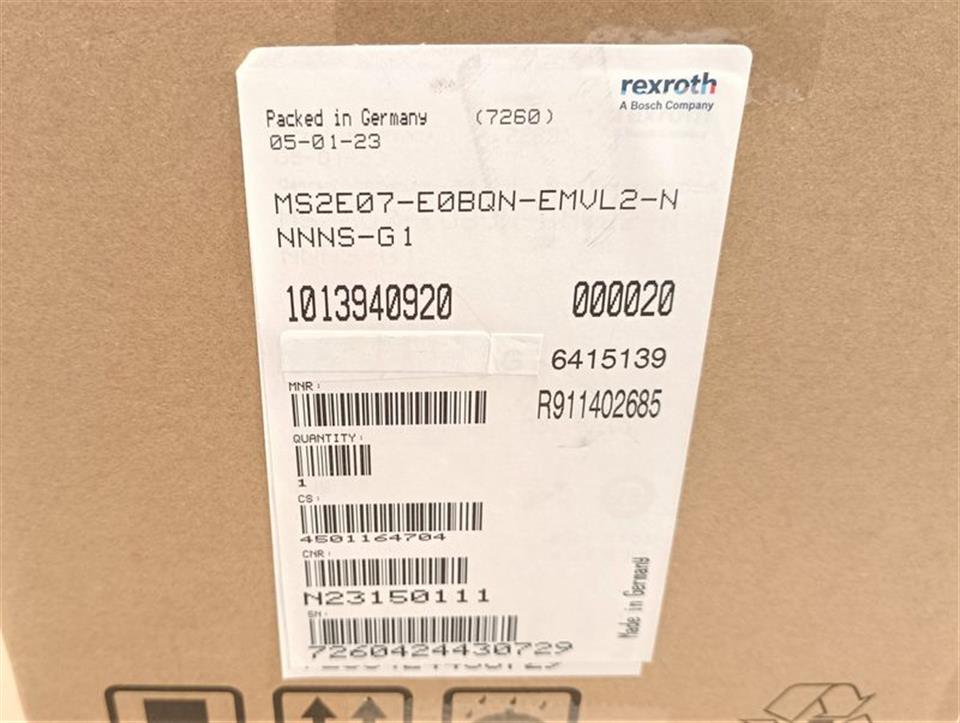 rexroth
A Bosch Company
Packed in Germany (7260)
05-01-23
MS2E07-E0BQN-EMVL2-N
NNNS-G1
1013940920 000020
G 6415139
MNR:
R911402685
QUANTITY:
1
CS:
4501164704
CNR:
N23150111
SN:
7260424430729
Made in Germany